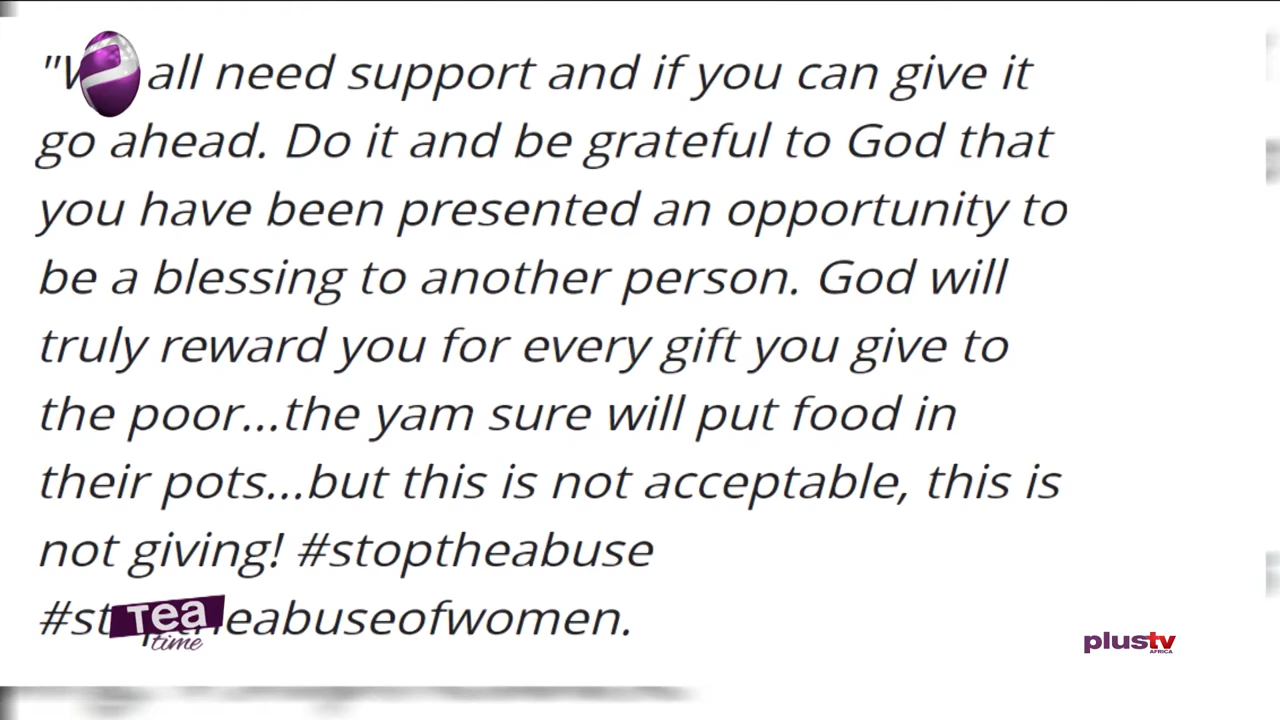 all need support and if you can give it
go ahead. Do it and be grateful to God that
you have been presented an opportunity to
be a blessing to another person. God will
truly reward you for every gift you give to
the poor...the yam sure will put food in
their pots...but this is not acceptable, this is
not giving! #stoptheabuse
Tea
time
plustv
AFRICA